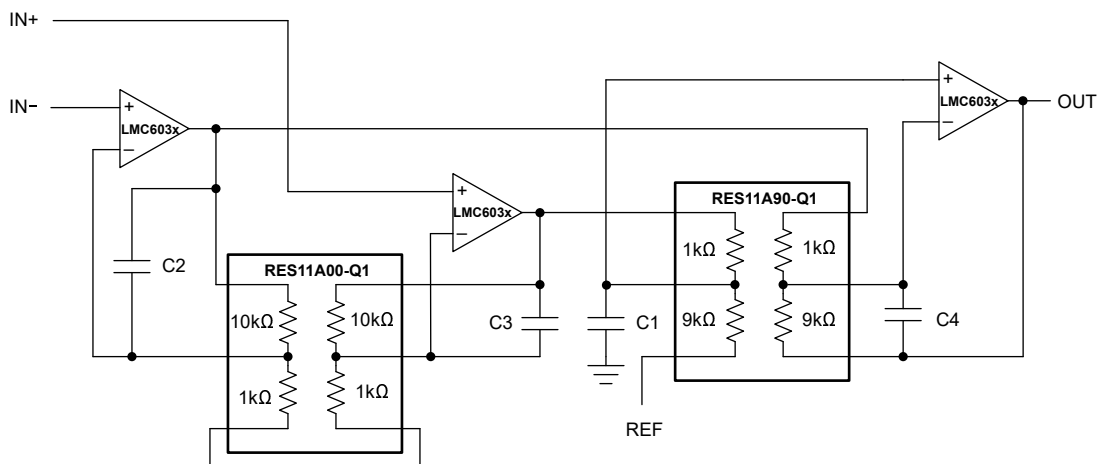 IN+
IN−
+
LMC603x
−
+
LMC603x
−
+
LMC603x
−
OUT
RES11A90-Q1
1kΩ
1kΩ
9kΩ
9kΩ
C2
RES11A00-Q1
10kΩ
10kΩ
1kΩ
1kΩ
C3
C1
C4
REF